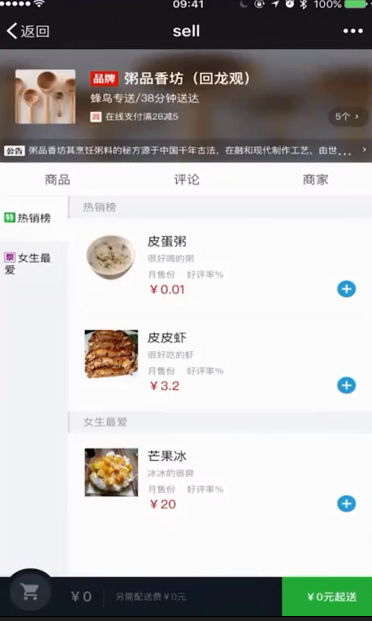 09:41
100%
返回
sell
品牌 粥品香坊（回龙观）
蜂鸟专送/38分钟送达
减 在线支付满28减5
5个 >
公告 粥品香坊其烹饪粥料的秘方源于中国千年古法，在融和现代制作工艺，由世... >
商品
评论
商家
特 热销榜
票 女生最
爱
热销榜
皮蛋粥
很好喝的粥
月售份 好评率%
￥0.01
皮皮虾
很好吃的虾
月售份 好评率%
￥3.2
女生最爱
芒果冰
冰冰的很爽
月售份 好评率%
￥20
￥0
另需配送费￥0元
￥0元起送